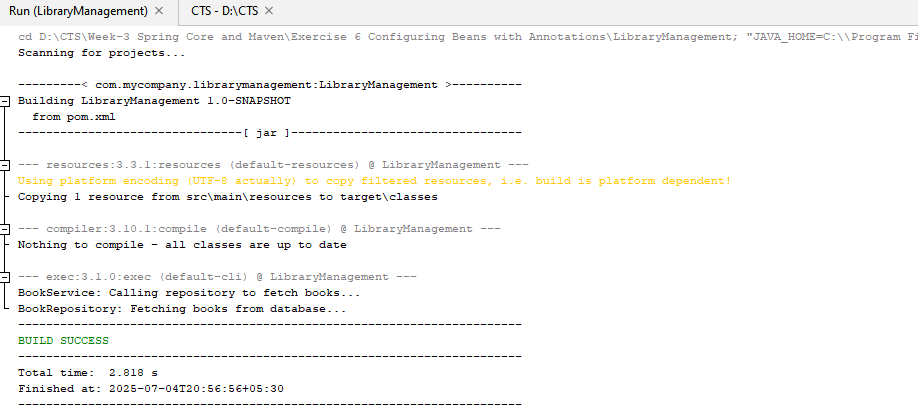 Run (LibraryManagement) × CTS - D:\CTS ×
cd D:\CTS\Week-3 Spring Core and Maven\Exercise 6 Configuring Beans with Annotations\LibraryManagement; "JAVA_HOME=C:\\Program Fi
Scanning for projects...
---------< com.mycompany.librarymanagement:LibraryManagement >----------
Building LibraryManagement 1.0-SNAPSHOT
from pom.xml
--------------------------------[ jar ]---------------------------------
--- resources:3.3.1:resources (default-resources) @ LibraryManagement ---
Using platform encoding (UTF-8 actually) to copy filtered resources, i.e. build is platform dependent!
Copying 1 resource from src\main\resources to target\classes
--- compiler:3.10.1:compile (default-compile) @ LibraryManagement ---
Nothing to compile - all classes are up to date
--- exec:3.1.0:exec (default-cli) @ LibraryManagement ---
BookService: Calling repository to fetch books...
BookRepository: Fetching books from database...
------------------------------------------------------------------------
BUILD SUCCESS
------------------------------------------------------------------------
Total time:  2.818 s
Finished at: 2025-07-04T20:56:56+05:30
------------------------------------------------------------------------